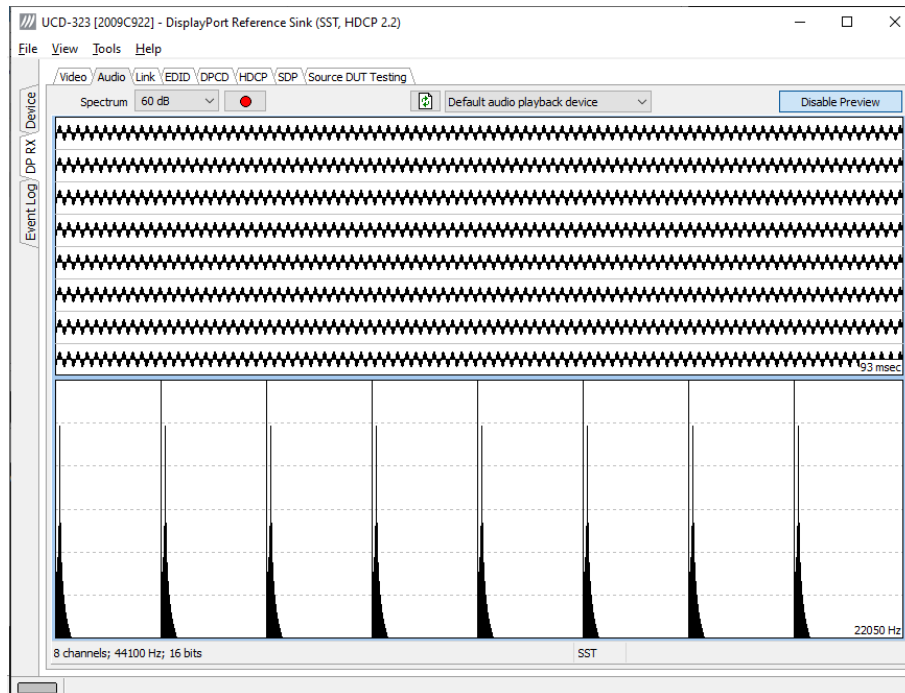 UCD-323 [2009C922] - DisplayPort Reference Sink (SST, HDCP 2.2)
File View Tools Help
Video Audio Link EDID DPCD HDCP SDP Source DUT Testing
Spectrum 60 dB Default audio playback device Disable Preview
Device
DP RX
Event Log
93 msec
22050 Hz
8 channels; 44100 Hz; 16 bits SST